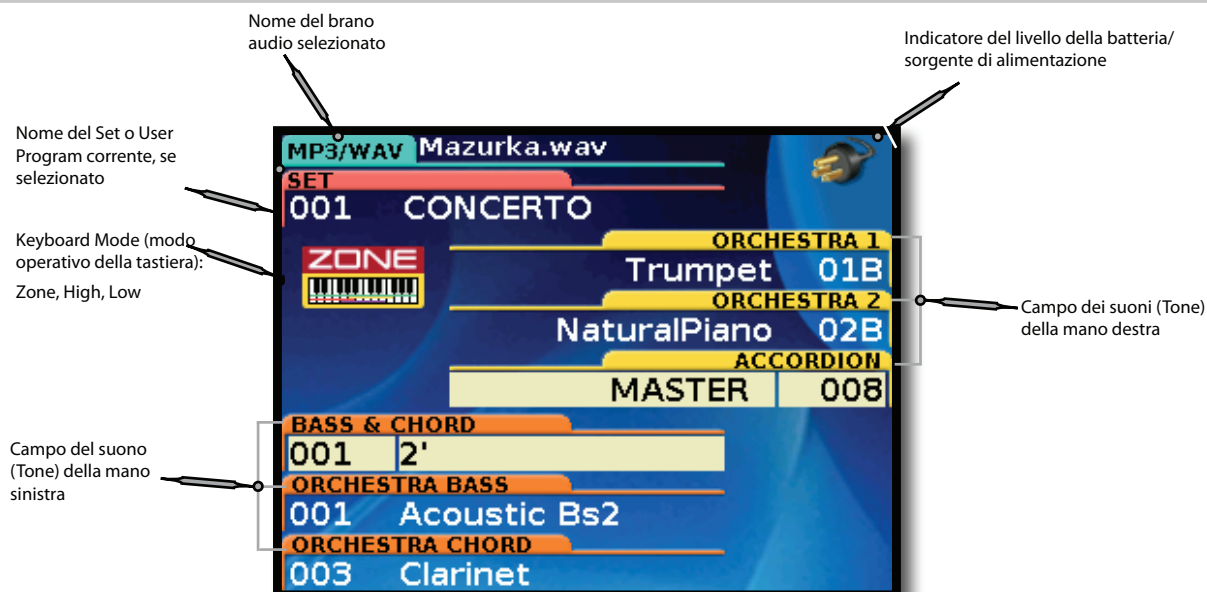 Nome del brano
audio selezionato
Indicatore del livello della batteria/
sorgente di alimentazione
Nome del Set o User
Program corrente, se
selezionato
Keyboard Mode (modo
operativo della tastiera):
Zone, High, Low
MP3/WAV Mazurka.wav
SET
001 CONCERTO
ZONE
ORCHESTRA 1
Trumpet 01B
ORCHESTRA 2
NaturalPiano 02B
ACCORDION
MASTER 008
Campo dei suoni (Tone)
della mano destra
Campo del suono
(Tone) della mano
sinistra
BASS & CHORD
001 2'
ORCHESTRA BASS
001 Acoustic Bs2
ORCHESTRA CHORD
003 Clarinet